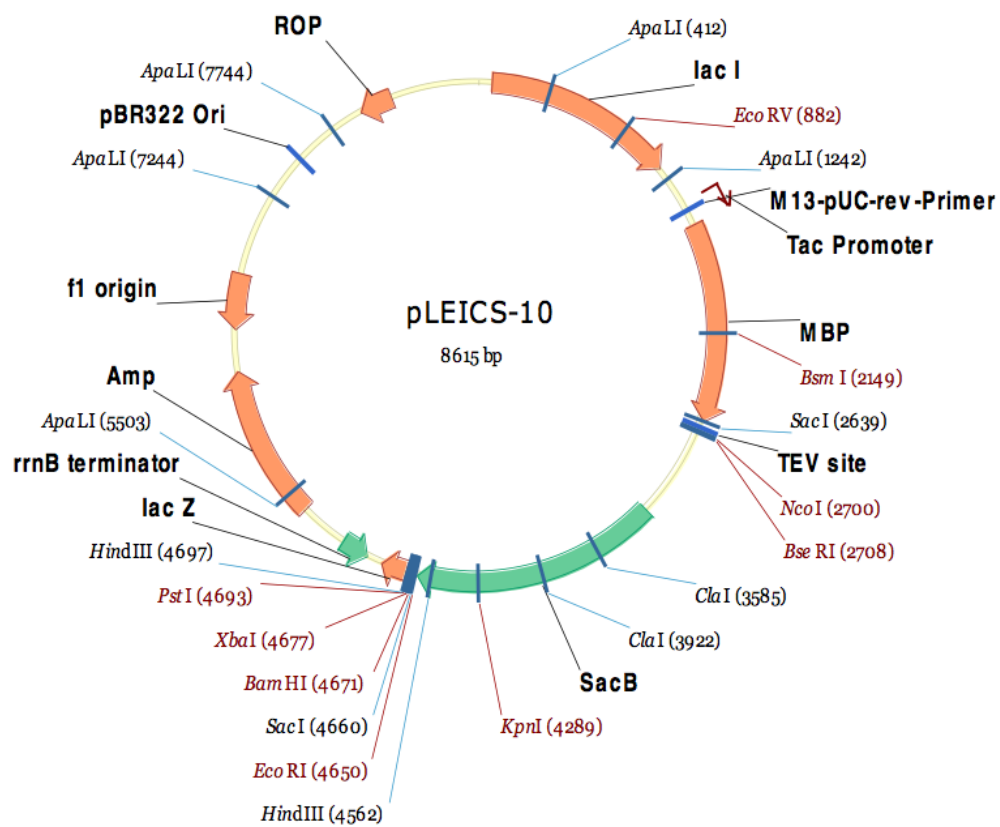 ROP
ApaLI (412)
lac I
ApaLI (7744)
EcoRV (882)
pBR322 Ori
ApaLI (7244)
ApaLI (1242)
M13-pUC-rev-Primer
Tac Promoter
f1 origin
pLEICS-10
8615 bp
MBP
BsmI (2149)
Amp
ApaLI (5503)
SacI (2639)
rrnB terminator
TEV site
lac Z
NcoI (2700)
HindIII (4697)
BseRI (2708)
PstI (4693)
ClaI (3585)
XbaI (4677)
ClaI (3922)
BamHI (4671)
SacB
SacI (4660)
KpnI (4289)
EcoRI (4650)
HindIII (4562)